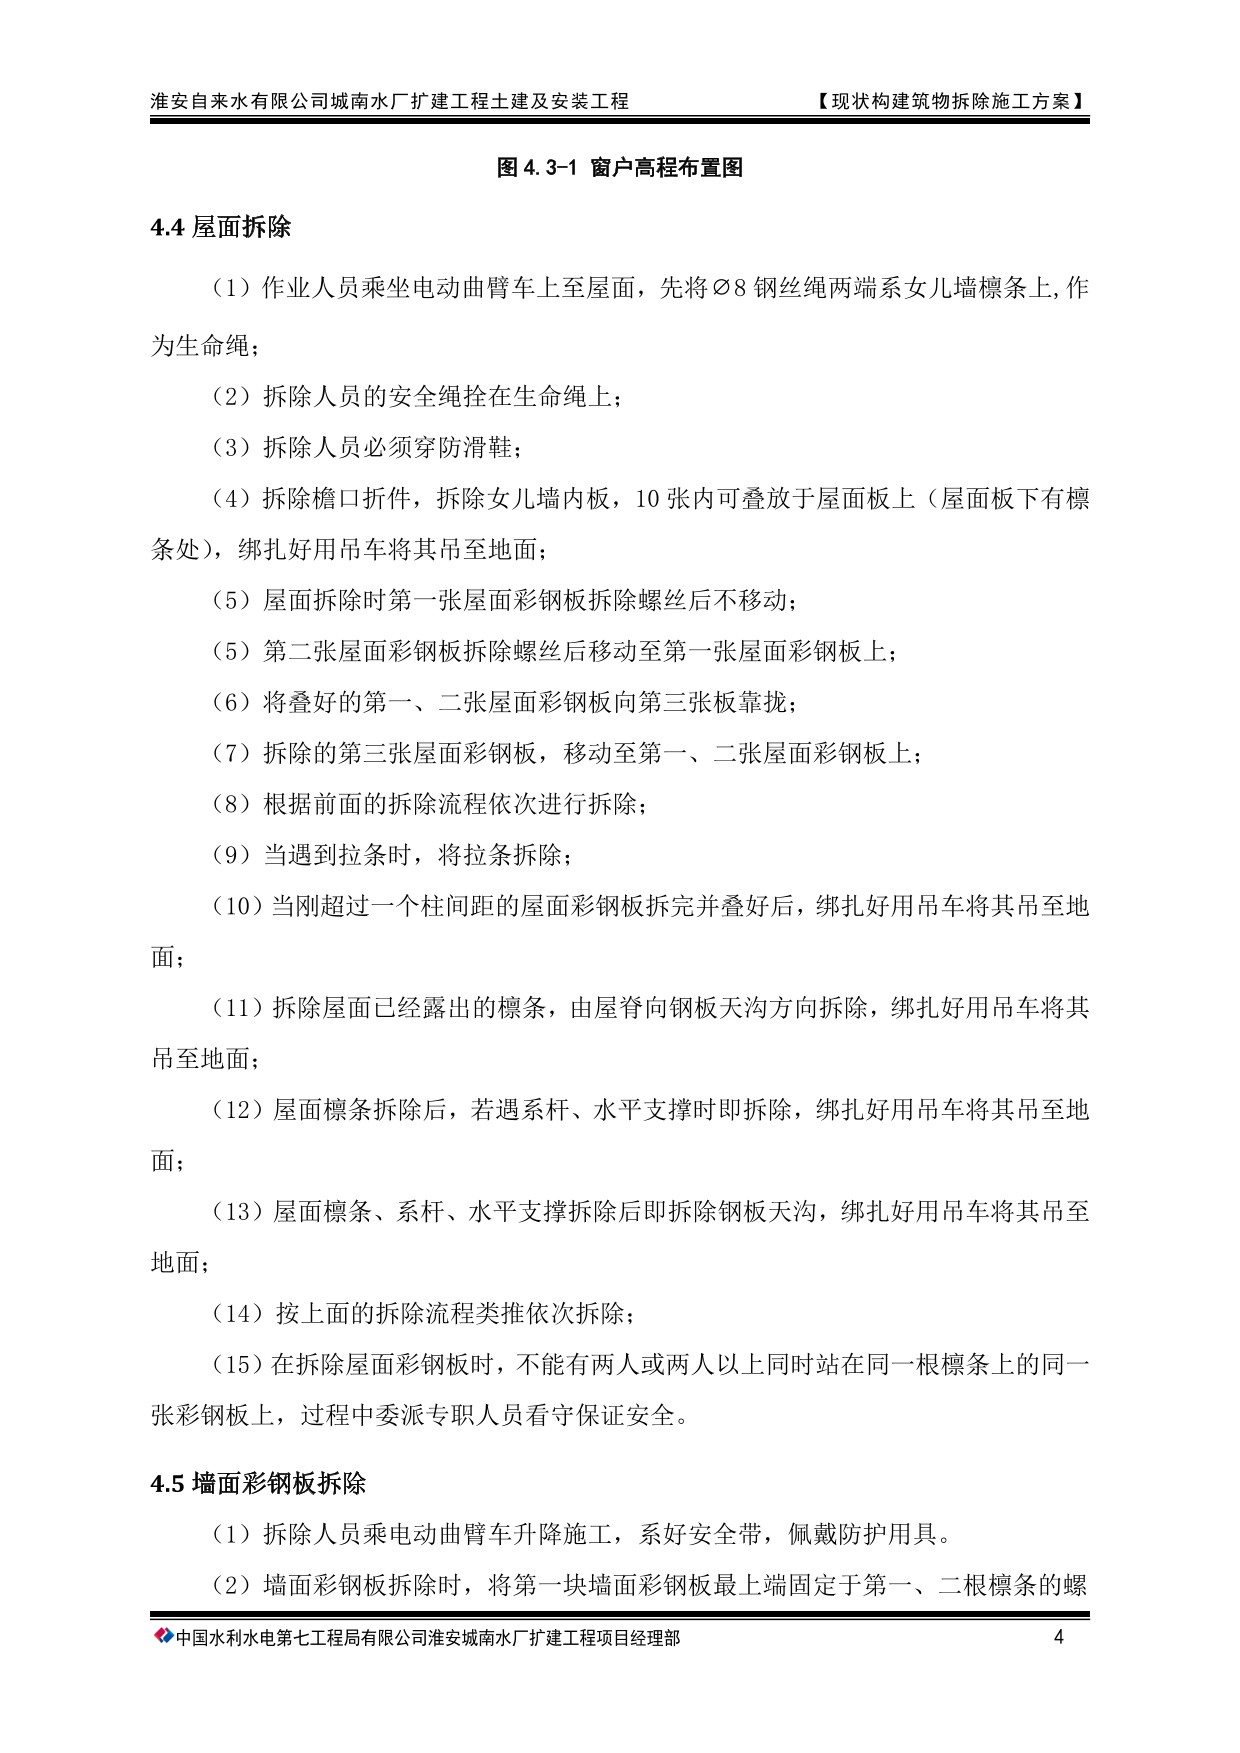 淮安自来水有限公司城南水厂扩建工程土建及安装工程 【现状构建筑物拆除施工方案】
图 4.3-1 窗户高程布置图
4.4 屋面拆除
（1）作业人员乘坐电动曲臂车上至屋面，先将∅8 钢丝绳两端系女儿墙檩条上,作
为生命绳；
（2）拆除人员的安全绳拴在生命绳上；
（3）拆除人员必须穿防滑鞋；
（4）拆除檐口折件，拆除女儿墙内板，10 张内可叠放于屋面板上（屋面板下有檩
条处），绑扎好用吊车将其吊至地面；
（5）屋面拆除时第一张屋面彩钢板拆除螺丝后不移动；
（5）第二张屋面彩钢板拆除螺丝后移动至第一张屋面彩钢板上；
（6）将叠好的第一、二张屋面彩钢板向第三张板靠拢；
（7）拆除的第三张屋面彩钢板，移动至第一、二张屋面彩钢板上；
（8）根据前面的拆除流程依次进行拆除；
（9）当遇到拉条时，将拉条拆除；
（10）当刚超过一个柱间距的屋面彩钢板拆完并叠好后，绑扎好用吊车将其吊至地
面；
（11）拆除屋面已经露出的檩条，由屋脊向钢板天沟方向拆除，绑扎好用吊车将其
吊至地面；
（12）屋面檩条拆除后，若遇系杆、水平支撑时即拆除，绑扎好用吊车将其吊至地
面；
（13）屋面檩条、系杆、水平支撑拆除后即拆除钢板天沟，绑扎好用吊车将其吊至
地面；
（14）按上面的拆除流程类推依次拆除；
（15）在拆除屋面彩钢板时，不能有两人或两人以上同时站在同一根檩条上的同一
张彩钢板上，过程中委派专职人员看守保证安全。
4.5 墙面彩钢板拆除
（1）拆除人员乘电动曲臂车升降施工，系好安全带，佩戴防护用具。
（2）墙面彩钢板拆除时，将第一块墙面彩钢板最上端固定于第一、二根檩条的螺
中国水利水电第七工程局有限公司淮安城南水厂扩建工程项目经理部 4